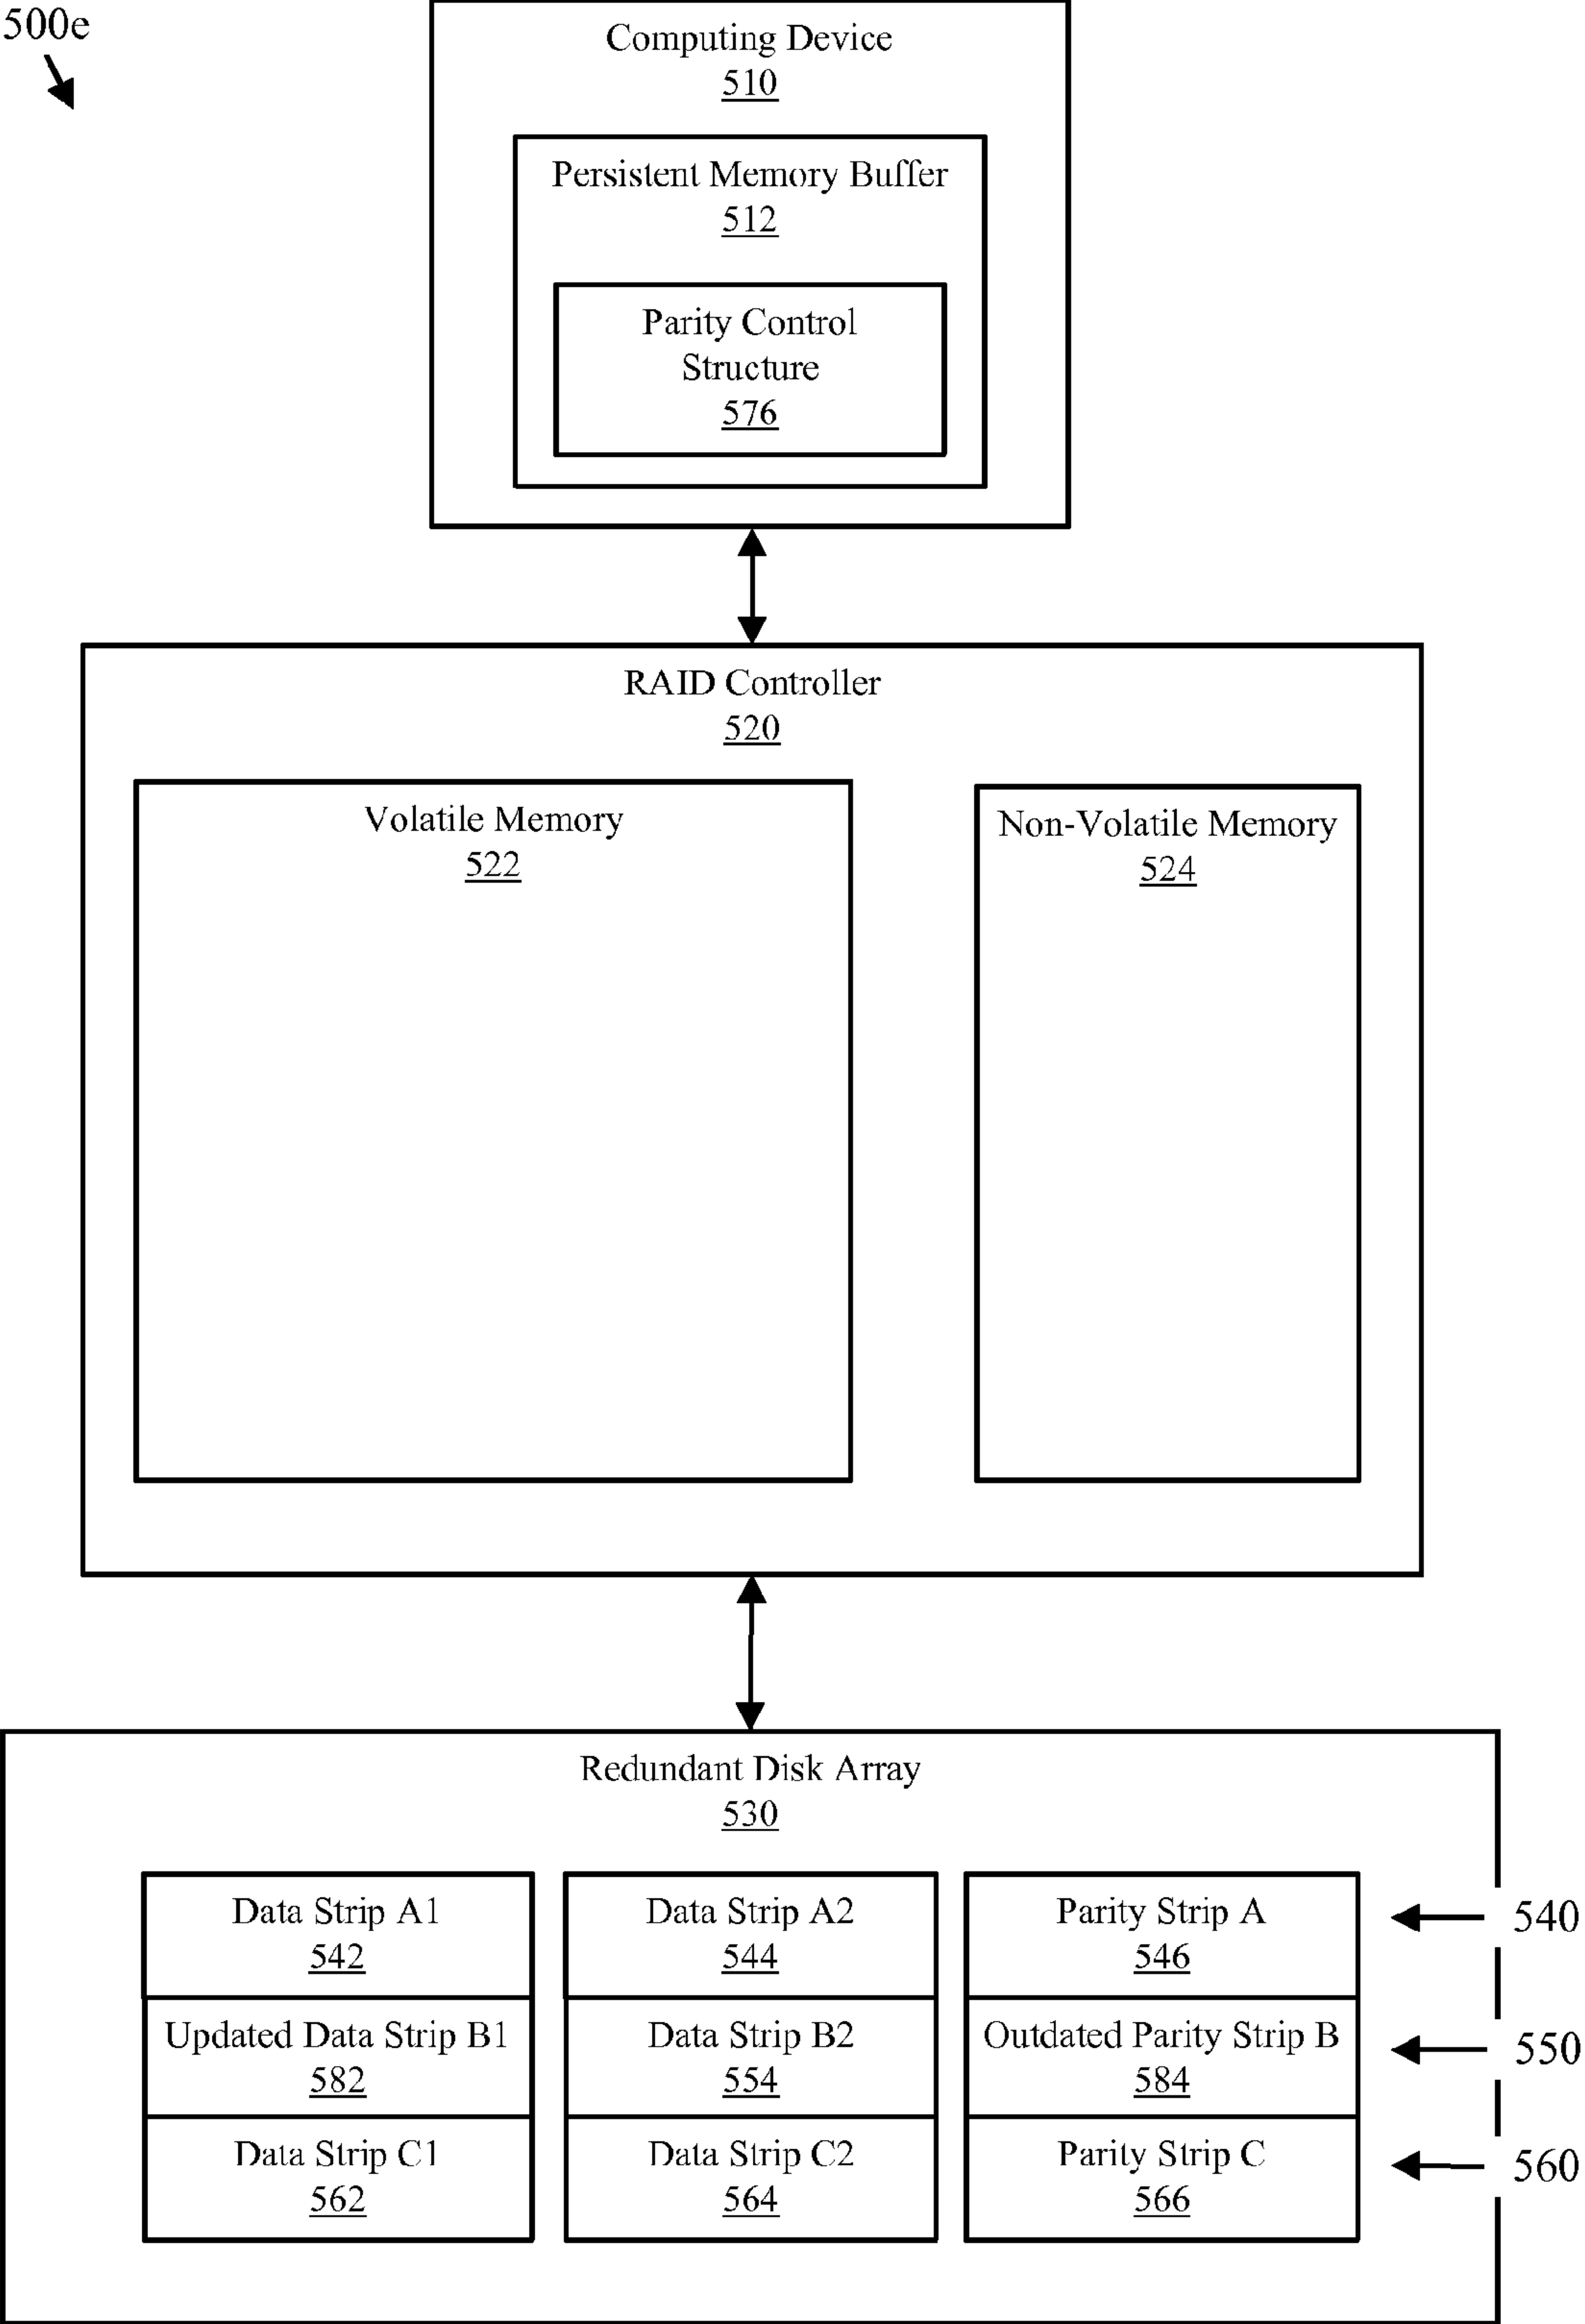 500e
Computing Device
510
Persistent Memory Buffer
512
Parity Control
Structure
576
RAID Controller
520
Volatile Memory
522
Non-Volatile Memory
524
Redundant Disk Array
530
Data Strip A1
542
Data Strip A2
544
Parity Strip A
546
540
Updated Data Strip B1
582
Data Strip B2
554
Outdated Parity Strip B
584
550
Data Strip C1
562
Data Strip C2
564
Parity Strip C
566
560